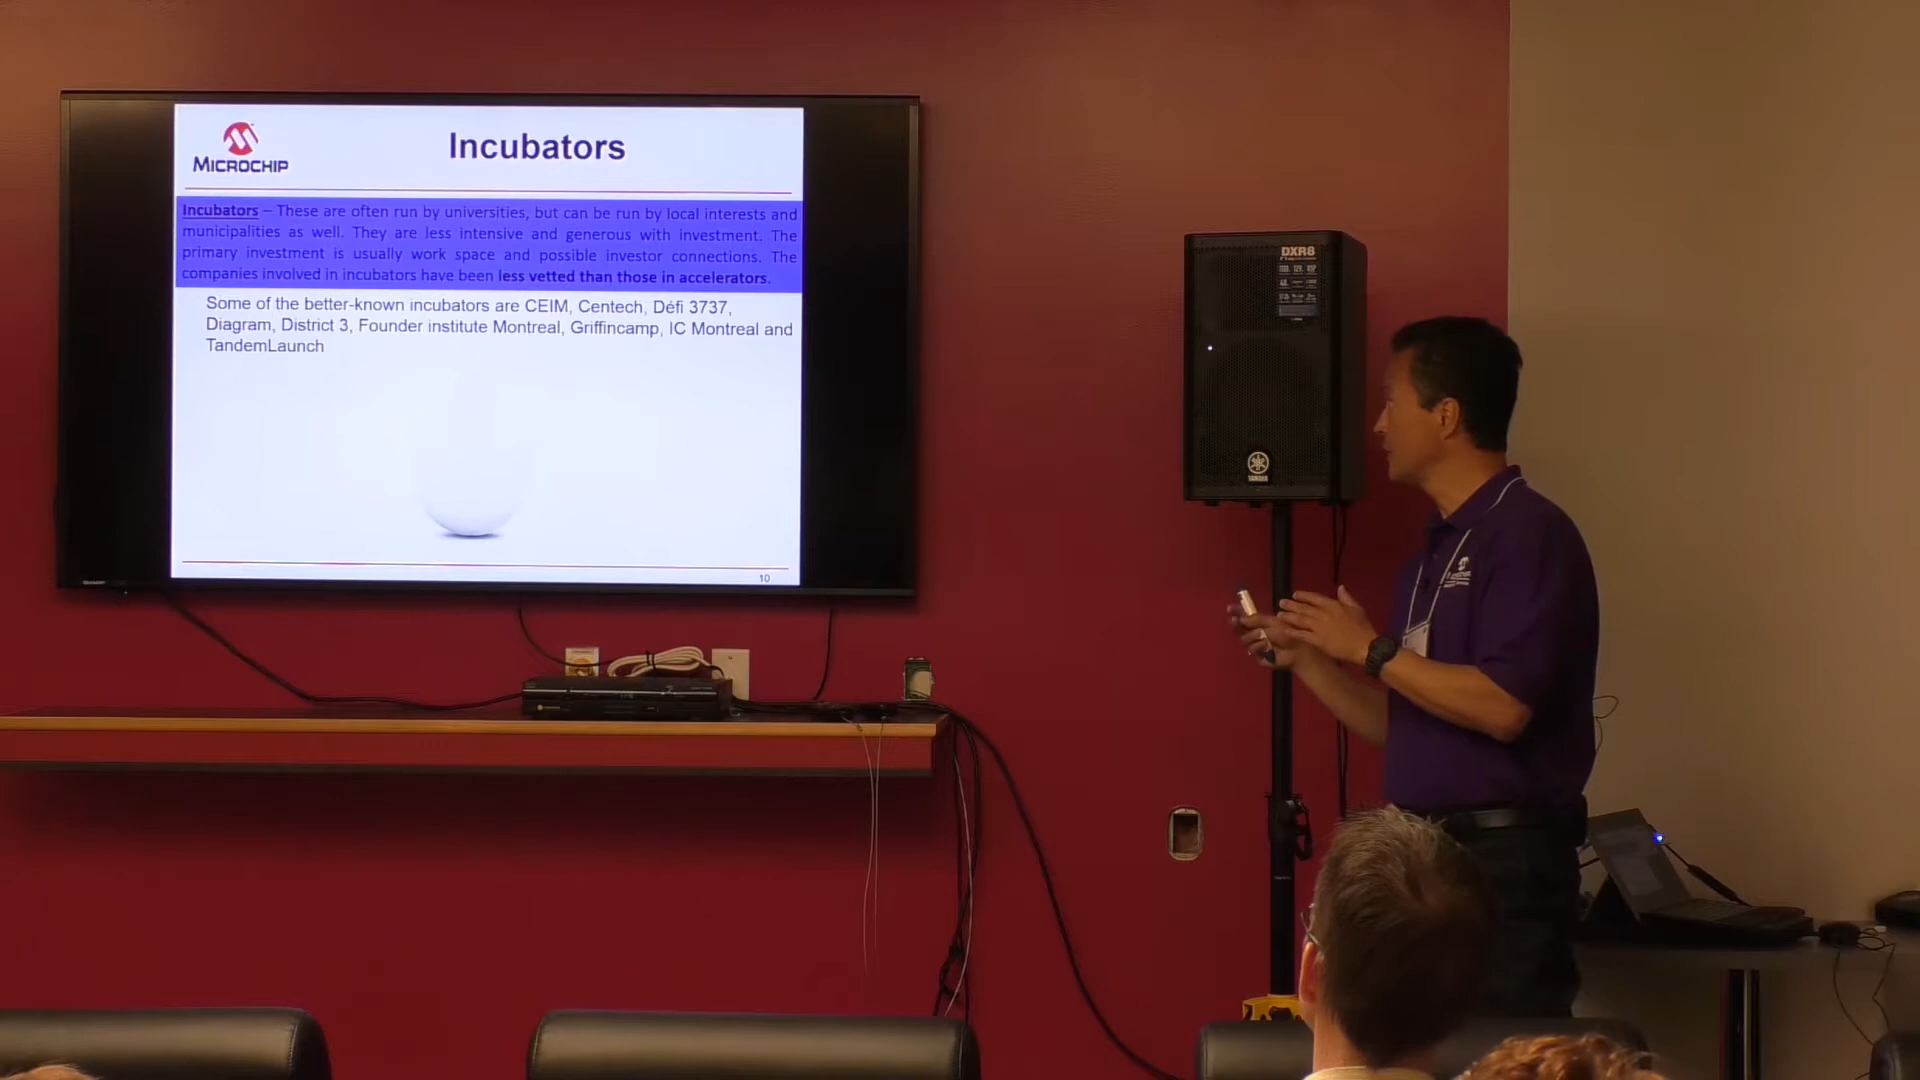 MICROCHIP
Incubators
Incubators – These are often run by universities, but can be run by local interests and
municipalities as well. They are less intensive and generous with investment. The
primary investment is usually work space and possible investor connections. The
companies involved in incubators have been less vetted than those in accelerators.
Some of the better-known incubators are CEIM, Centech, Défi 3737,
Diagram, District 3, Founder institute Montreal, Griffincamp, IC Montreal and
TandemLaunch
10
DXR8
YAMAHA